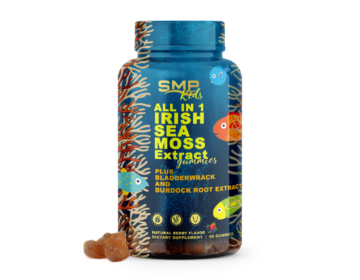 SMP
Kids
ALL IN 1
IRISH
SEA
MOSS
Extract
gummies
PLUS
BLADDERWRACK
AND
BURDOCK ROOT EXTRACT
NATURAL BERRY FLAVOR
DIETARY SUPPLEMENT | 60 GUMMIES